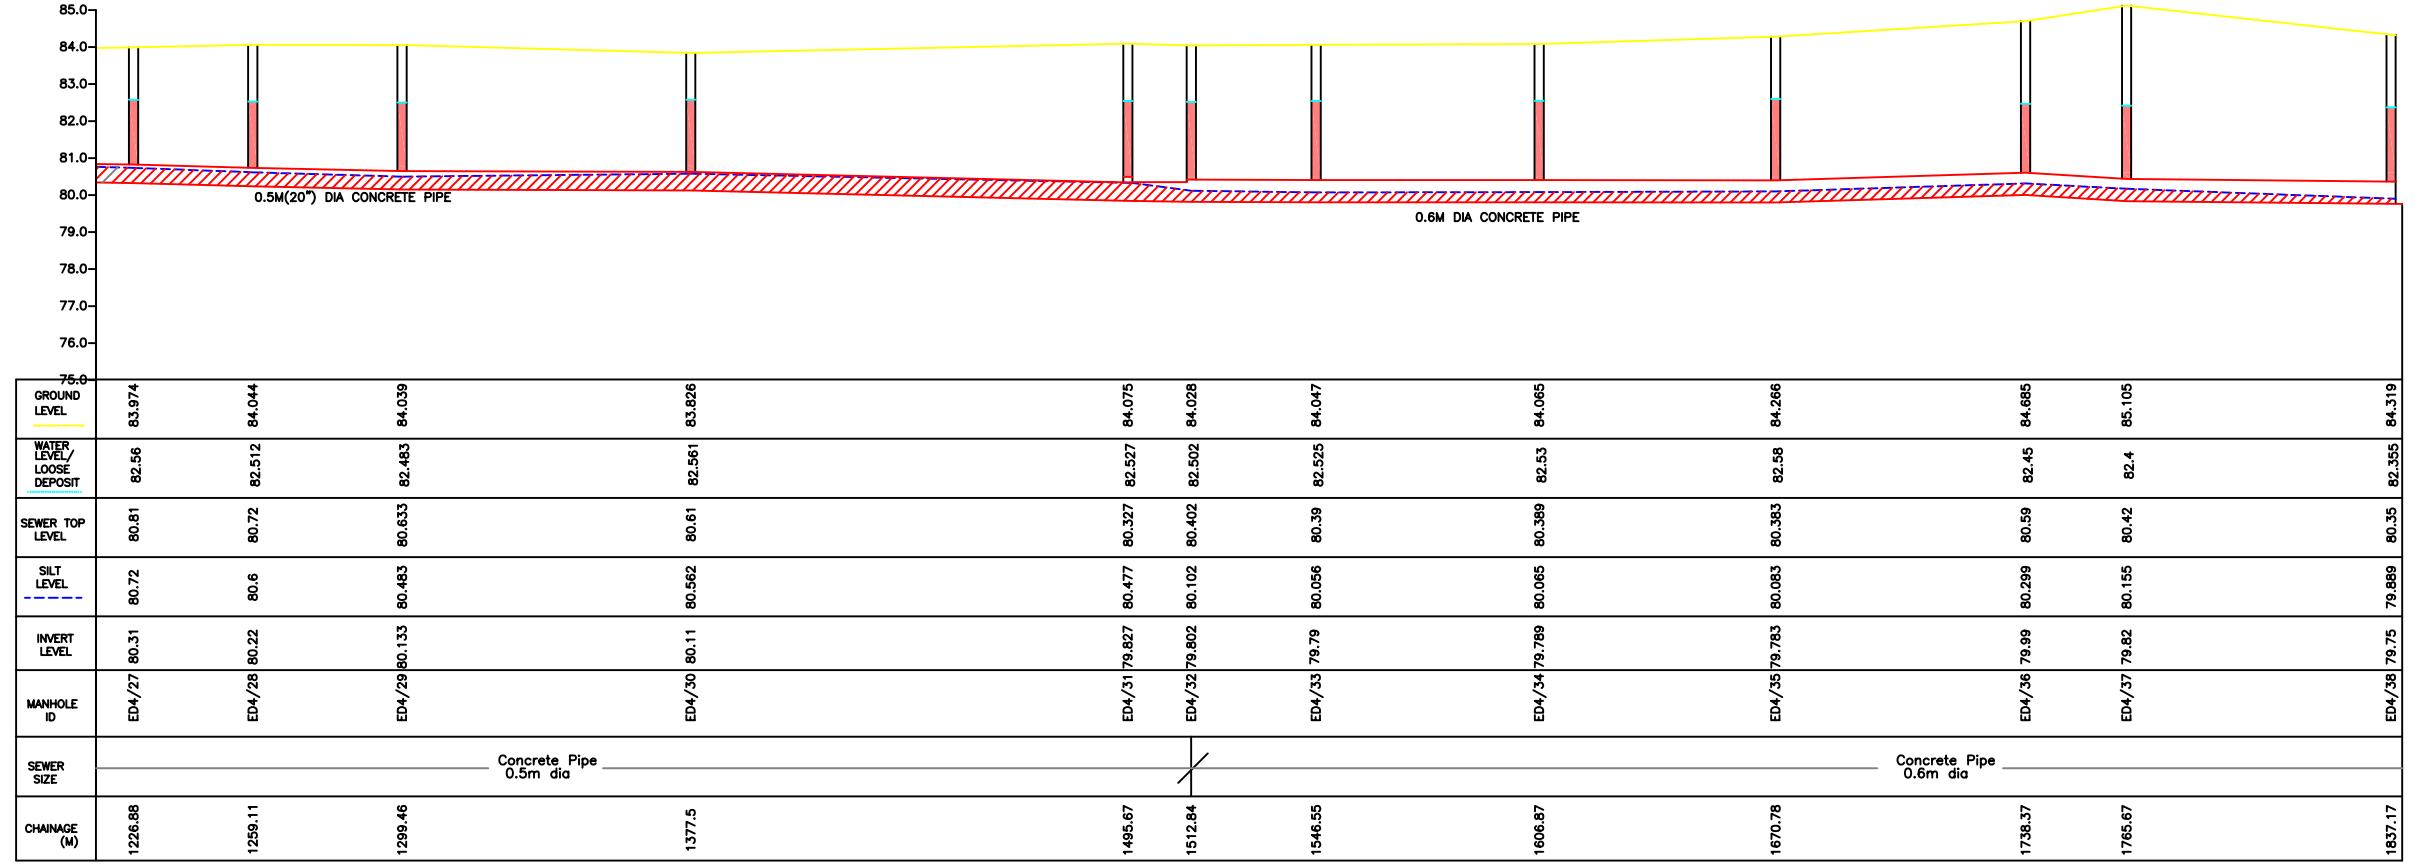 85.0
84.0
83.0
82.0
81.0
80.0
79.0
78.0
77.0
76.0
75.0
0.5M(20") DIA CONCRETE PIPE
0.6M DIA CONCRETE PIPE
GROUND
LEVEL
83.974
84.044
84.039
83.826
84.075
84.028
84.047
84.065
84.266
84.685
85.105
84.319
WATER
LEVEL/
LOOSE
DEPOSIT
82.56
82.512
82.483
82.561
82.527
82.502
82.525
82.53
82.58
82.45
82.4
82.355
SEWER TOP
LEVEL
80.81
80.72
80.633
80.61
80.327
80.402
80.39
80.389
80.383
80.59
80.42
80.35
SILT
LEVEL
80.72
80.6
80.483
80.562
80.477
80.102
80.056
80.065
80.083
80.299
80.155
79.889
INVERT
LEVEL
80.31
80.22
80.133
80.11
79.827
79.802
79.79
79.789
79.783
79.99
79.82
79.75
MANHOLE
ID
ED4/27
ED4/28
ED4/29
ED4/30
ED4/31
ED4/32
ED4/33
ED4/34
ED4/35
ED4/36
ED4/37
ED4/38
SEWER
SIZE
Concrete Pipe
0.5m dia
Concrete Pipe
0.6m dia
CHAINAGE
(M)
1226.88
1259.11
1299.46
1377.5
1495.67
1512.84
1546.55
1606.87
1670.78
1738.37
1765.67
1837.17